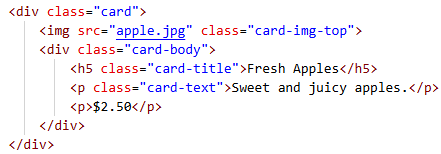 <div class="card">
<img src="apple.jpg" class="card-img-top">
<div class="card-body">
<h5 class="card-title">Fresh Apples</h5>
<p class="card-text">Sweet and juicy apples.</p>
<p>$2.50</p>
</div>
</div>